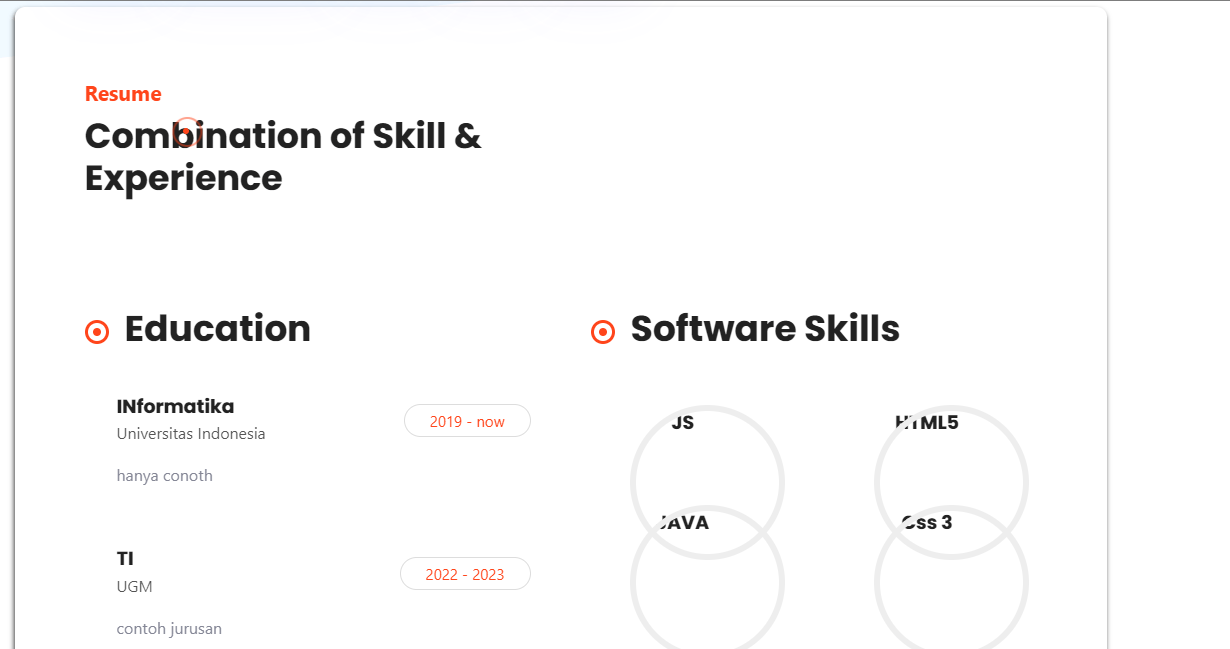 Resume
Combination of Skill &
Experience
Education
INformatika
2019 - now
Universitas Indonesia
hanya conoth
TI
2022 - 2023
UGM
contoh jurusan
Software Skills
JS
HTML5
JAVA
Css 3